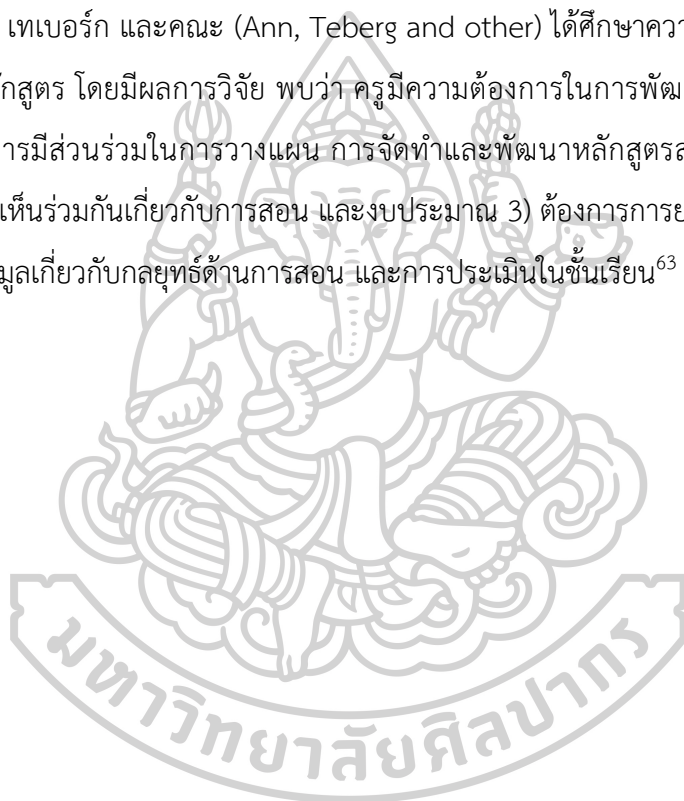 เทเบอร์ก และคณะ (Ann, Teberg and other) ได้ศึกษาควา
ักสูตร โดยมีผลการวิจัย พบว่า ครูมีความต้องการในการพัฒ
ารมีส่วนร่วมในการวางแผน การจัดทำและพัฒนาหลักสูตรส
เห็นร่วมกันเกี่ยวกับการสอน และงบประมาณ 3) ต้องการการย
มูลเกี่ยวกับกลยุทธ์ด้านการสอน และการประเมินในชั้นเรียน63
มหาวิทยาลัยศิลปากร